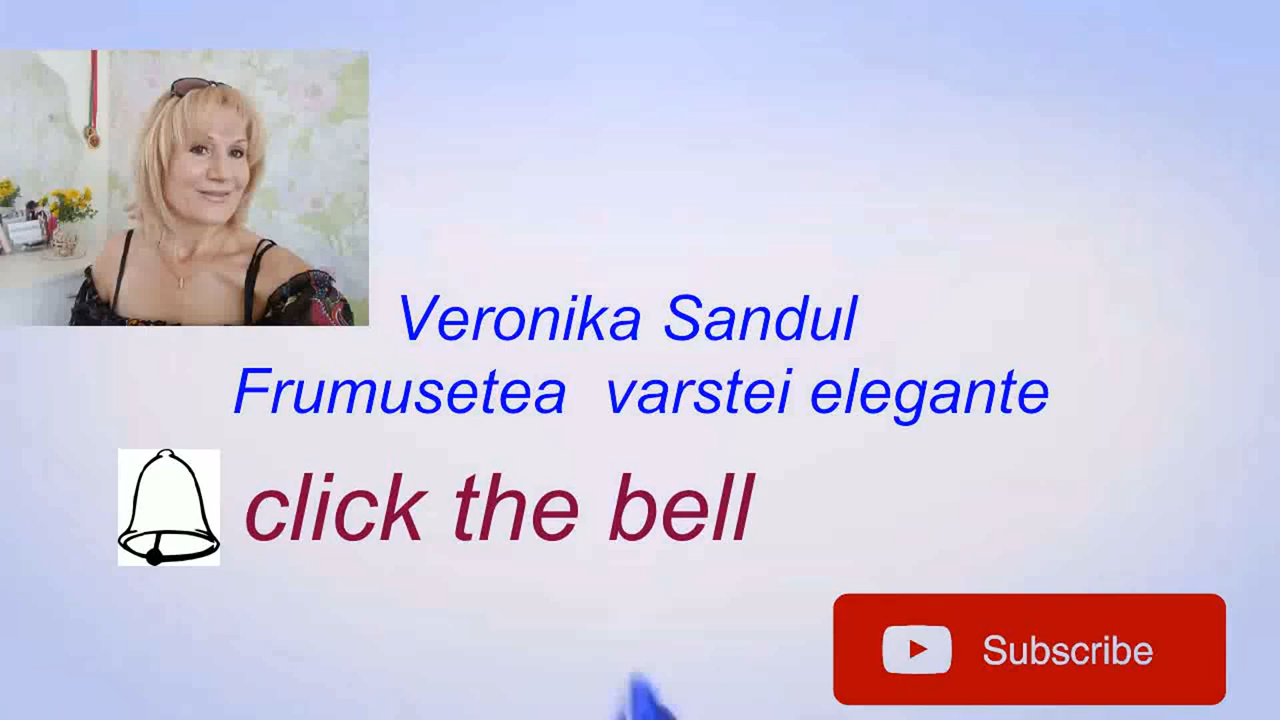 Veronika Sandul
Frumusetea varstei elegante
click the bell
Subscribe